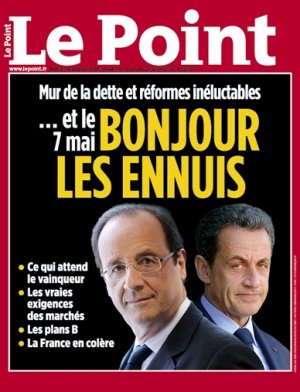 Le Point
Le Point
www.lepoint.fr
Mur de la dette et réformes inéluctables
... et le
7 mai
BONJOUR
LES ENNUIS
• Ce qui attend
le vainqueur
• Les vraies
exigences
des marchés
• Les plans B
• La France en colère